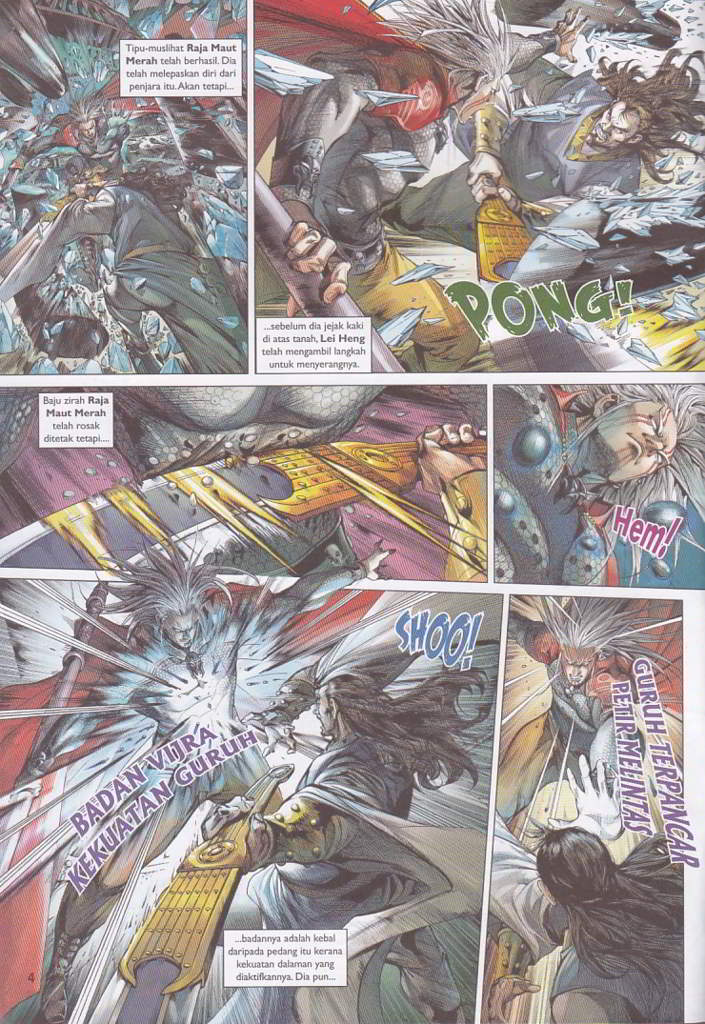 Tipu-muslihat Raja Maut
Merah telah berhasil. Dia
telah melepaskan diri dari
penjara itu. Akan tetapi...
PONG!
...sebelum dia jejak kaki
di atas tanah, Lei Heng
telah mengambil langkah
untuk menyerangnya.
Baju zirah Raja
Maut Merah
telah rosak
ditetak tetapi....
Hem!
SHOO!
BADAN VIJRA
KEKUATAN GURUH
GURUH TERPANCAR
PETIR MELINTAS
...badannya adalah kebal
daripada pedang itu kerana
kekuatan dalaman yang
diaktifkannya. Dia pun...
4